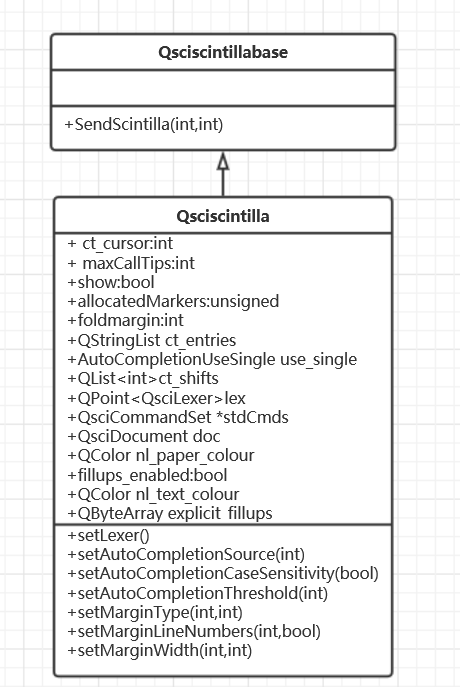 Qsciscintillabase
+SendScintilla(int,int)
Qsciscintilla
+ ct_cursor:int
+ maxCallTips:int
+show:bool
+allocatedMarkers:unsigned
+foldmargin:int
+QStringList ct_entries
+AutoCompletionUseSingle use_single
+QList<int>ct_shifts
+QPoint<QsciLexer>lex
+QsciCommandSet *stdCmds
+QsciDocument doc
+QColor nl_paper_colour
+fillups_enabled:bool
+QColor nl_text_colour
+QByteArray explicit_fillups
+setLexer()
+setAutoCompletionSource(int)
+setAutoCompletionCaseSensitivity(bool)
+setAutoCompletionThreshold(int)
+setMarginType(int,int)
+setMarginLineNumbers(int,bool)
+setMarginWidth(int,int)